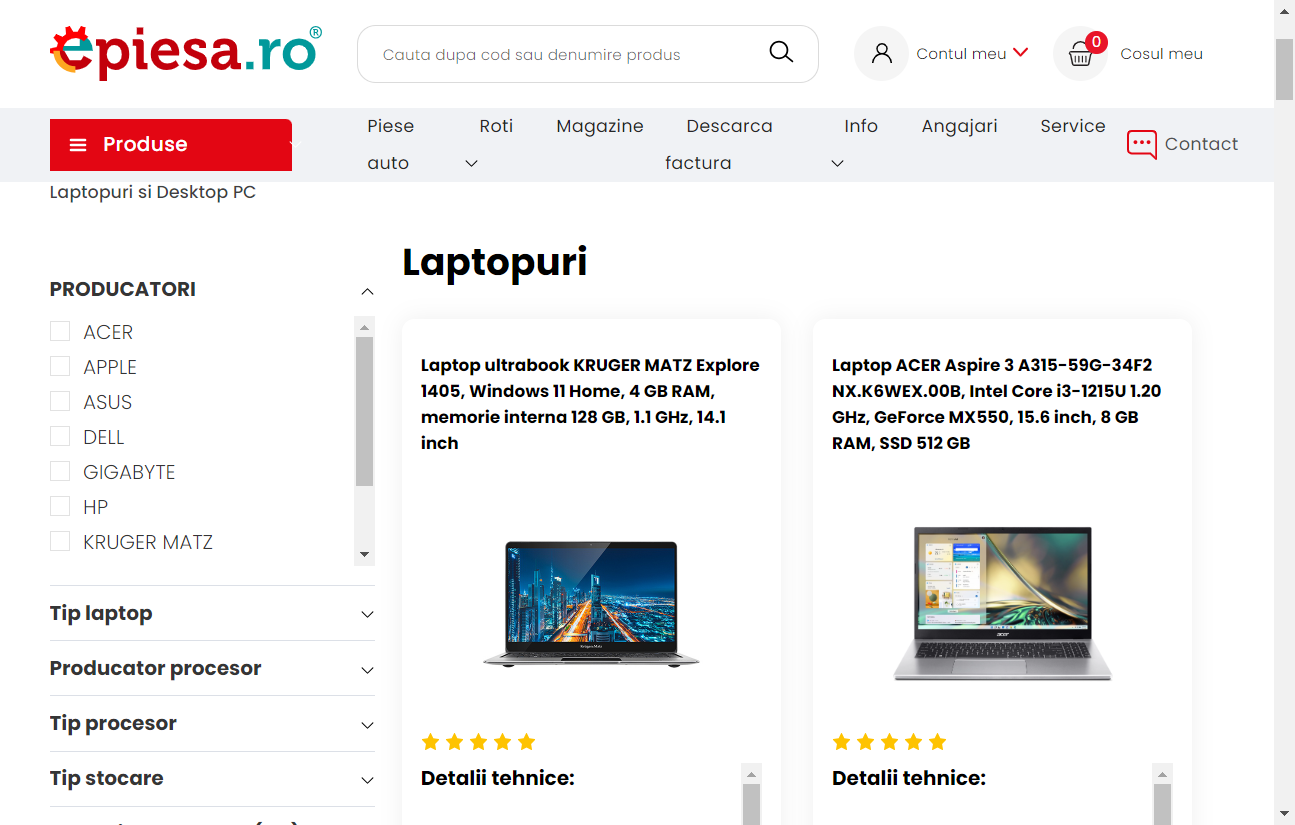 epiesa.ro®
Cauta dupa cod sau denumire produs
Contul meu
0
Cosul meu
Produse
Piese auto
Roti
Magazine
Descarca factura
Info
Angajari
Service
Contact
Laptopuri si Desktop PC
Laptopuri
PRODUCATORI
ACER
APPLE
ASUS
DELL
GIGABYTE
HP
KRUGER MATZ
Tip laptop
Producator procesor
Tip procesor
Tip stocare
Laptop ultrabook KRUGER MATZ Explore
1405, Windows 11 Home, 4 GB RAM,
memorie interna 128 GB, 1.1 GHz, 14.1
inch
Detalii tehnice:
Laptop ACER Aspire 3 A315-59G-34F2
NX.K6WEX.00B, Intel Core i3-1215U 1.20
GHz, GeForce MX550, 15.6 inch, 8 GB
RAM, SSD 512 GB
acer
Detalii tehnice: